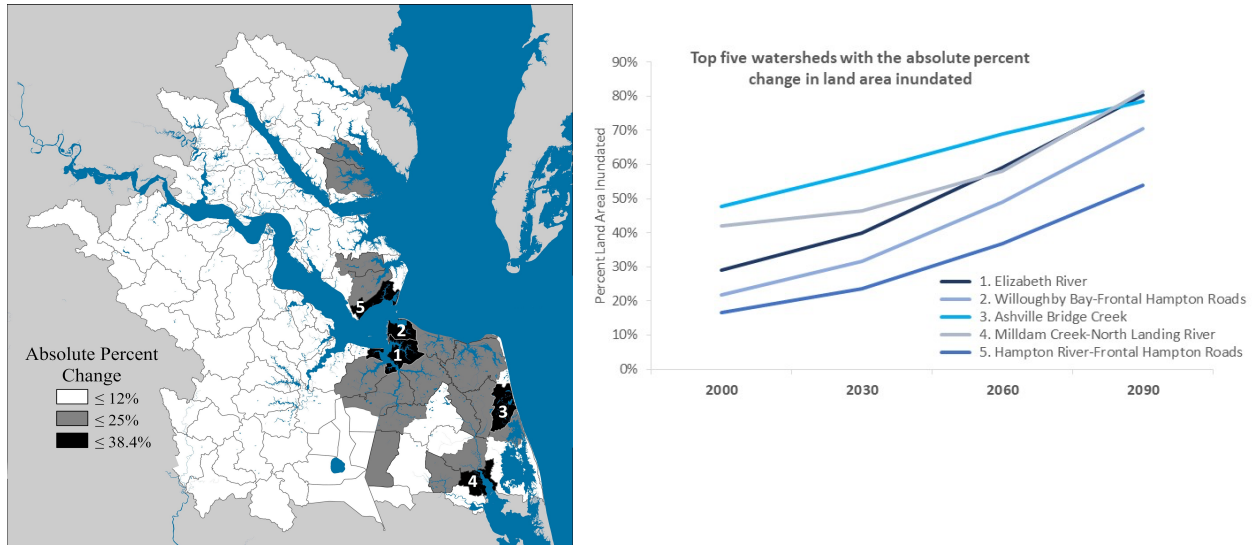 5
2
1
3
4
Absolute Percent
Change
≤ 12%
≤ 25%
≤ 38.4%
Top five watersheds with the absolute percent
change in land area inundated
Percent Land Area Inundated
90%
80%
70%
60%
50%
40%
30%
20%
10%
0%
1. Elizabeth River
2. Willoughby Bay-Frontal Hampton Roads
3. Ashville Bridge Creek
4. Milldam Creek-North Landing River
5. Hampton River-Frontal Hampton Roads
2000 2030 2060 2090